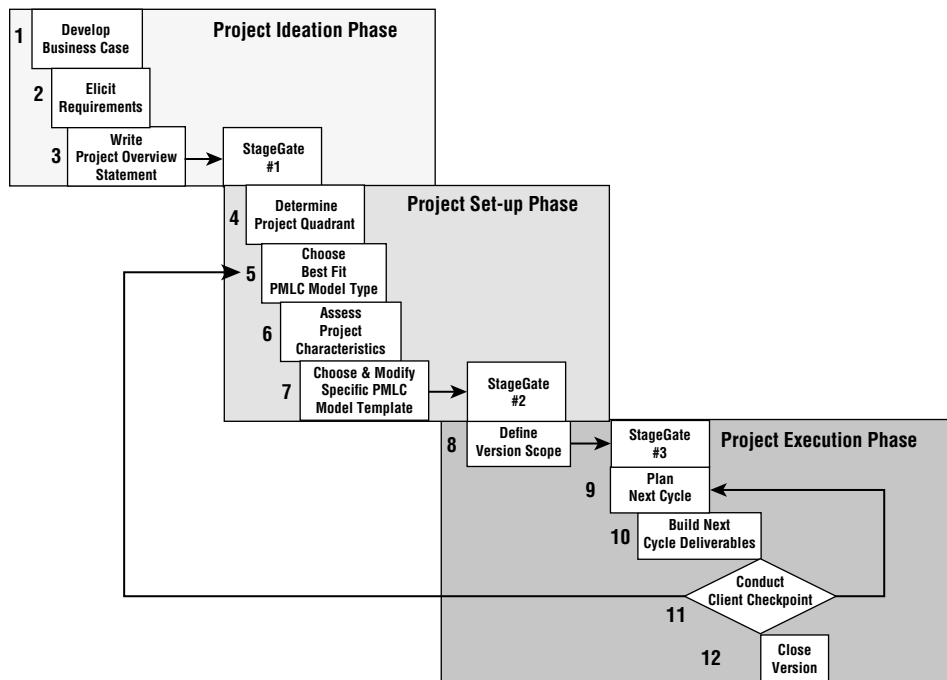 Project Ideation Phase
1
Develop
Business Case
2
Elicit
Requirements
3
Write
Project Overview
Statement
StageGate
#1
Project Set-up Phase
4
Determine
Project Quadrant
5
Choose
Best Fit
PMLC Model Type
6
Assess
Project
Characteristics
7
Choose & Modify
Specific PMLC
Model Template
StageGate
#2
Project Execution Phase
8
Define
Version Scope
StageGate
#3
9
Plan
Next Cycle
10
Build Next
Cycle Deliverables
11
Conduct
Client Checkpoint
12
Close
Version